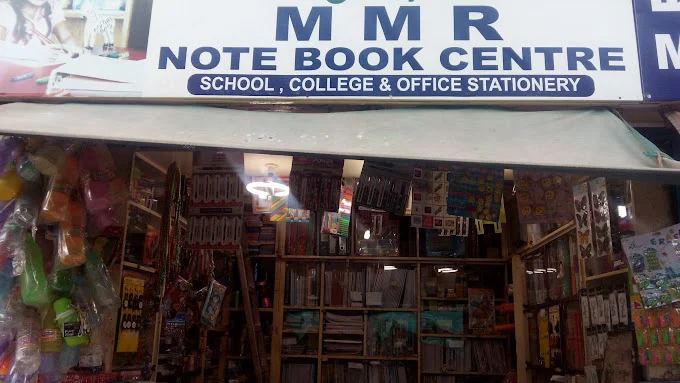 M M R
NOTE BOOK CENTRE
SCHOOL , COLLEGE & OFFICE STATIONERY